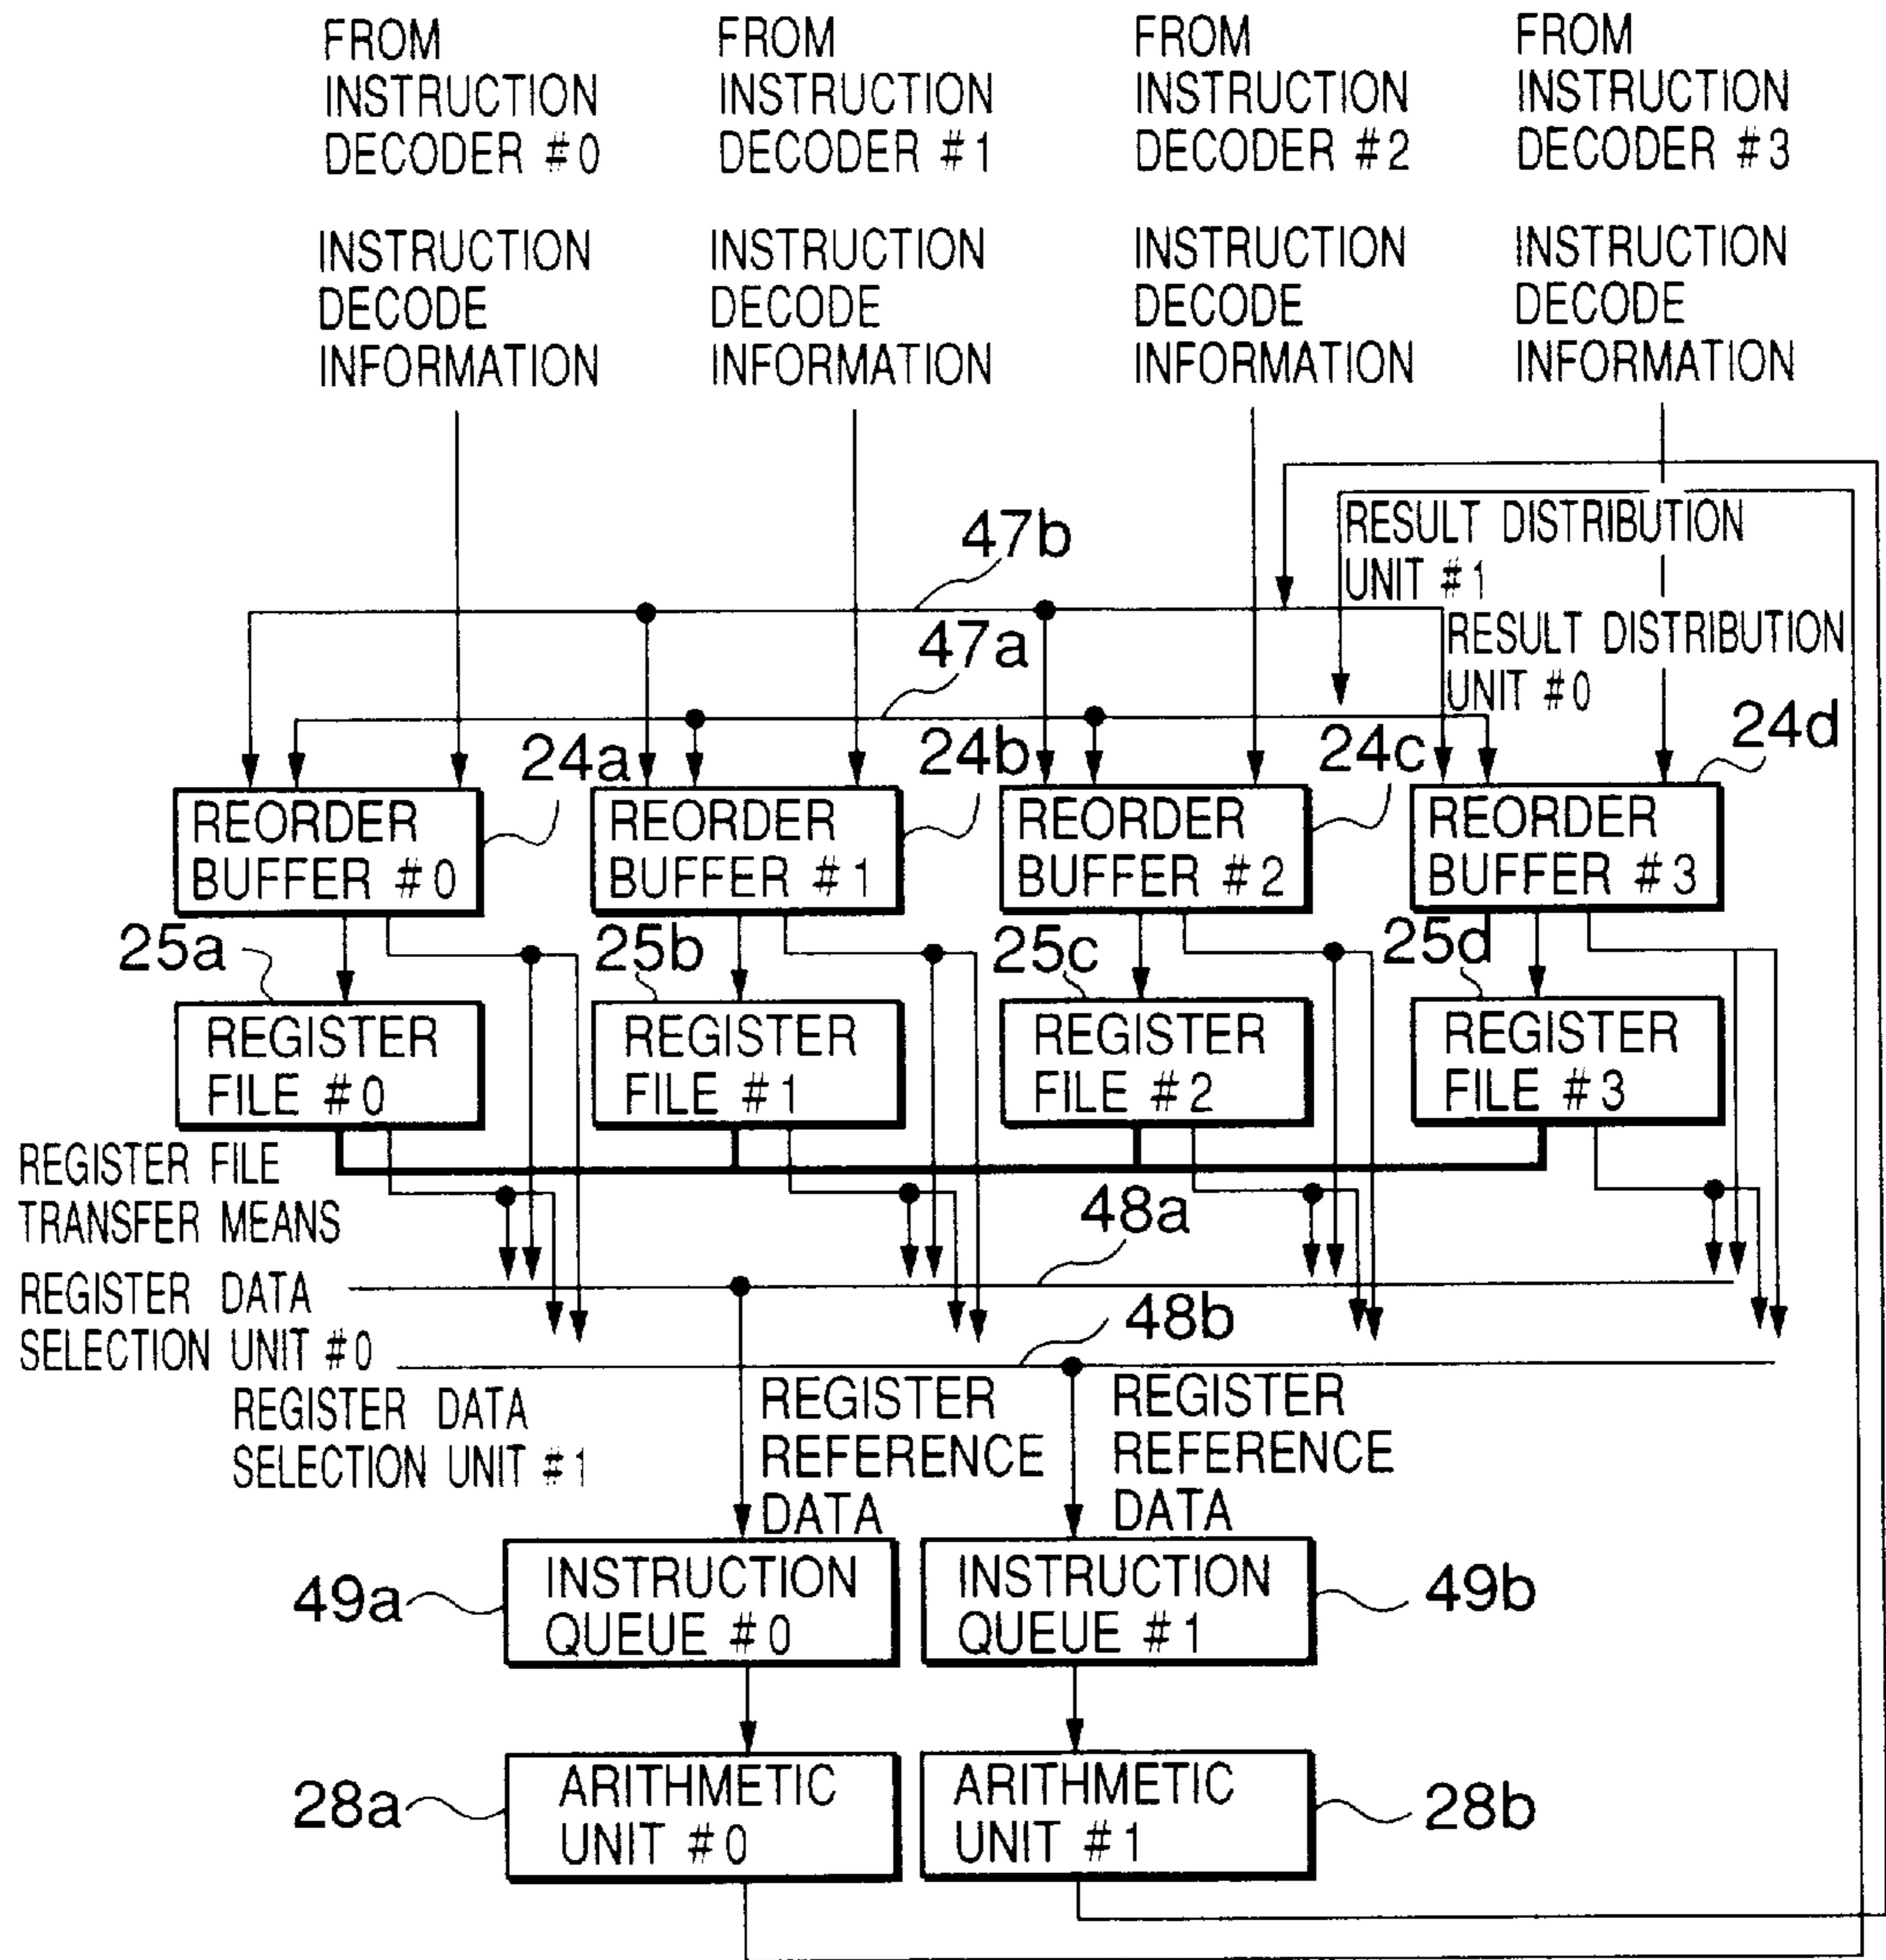 FROM
INSTRUCTION
DECODER #0
FROM
INSTRUCTION
DECODER #1
FROM
INSTRUCTION
DECODER #2
FROM
INSTRUCTION
DECODER #3
INSTRUCTION
DECODE
INFORMATION
INSTRUCTION
DECODE
INFORMATION
INSTRUCTION
DECODE
INFORMATION
INSTRUCTION
DECODE
INFORMATION
RESULT DISTRIBUTION
UNIT #1
47b
RESULT DISTRIBUTION
UNIT #0
47a
24a
24b
24c
24d
REORDER
BUFFER #0
REORDER
BUFFER #1
REORDER
BUFFER #2
REORDER
BUFFER #3
25a
25b
25c
25d
REGISTER
FILE #0
REGISTER
FILE #1
REGISTER
FILE #2
REGISTER
FILE #3
REGISTER FILE
TRANSFER MEANS
48a
REGISTER DATA
SELECTION UNIT #0
48b
REGISTER DATA
SELECTION UNIT #1
REGISTER
REFERENCE
DATA
REGISTER
REFERENCE
DATA
49a
INSTRUCTION
QUEUE #0
INSTRUCTION
QUEUE #1
49b
28a
ARITHMETIC
UNIT #0
ARITHMETIC
UNIT #1
28b